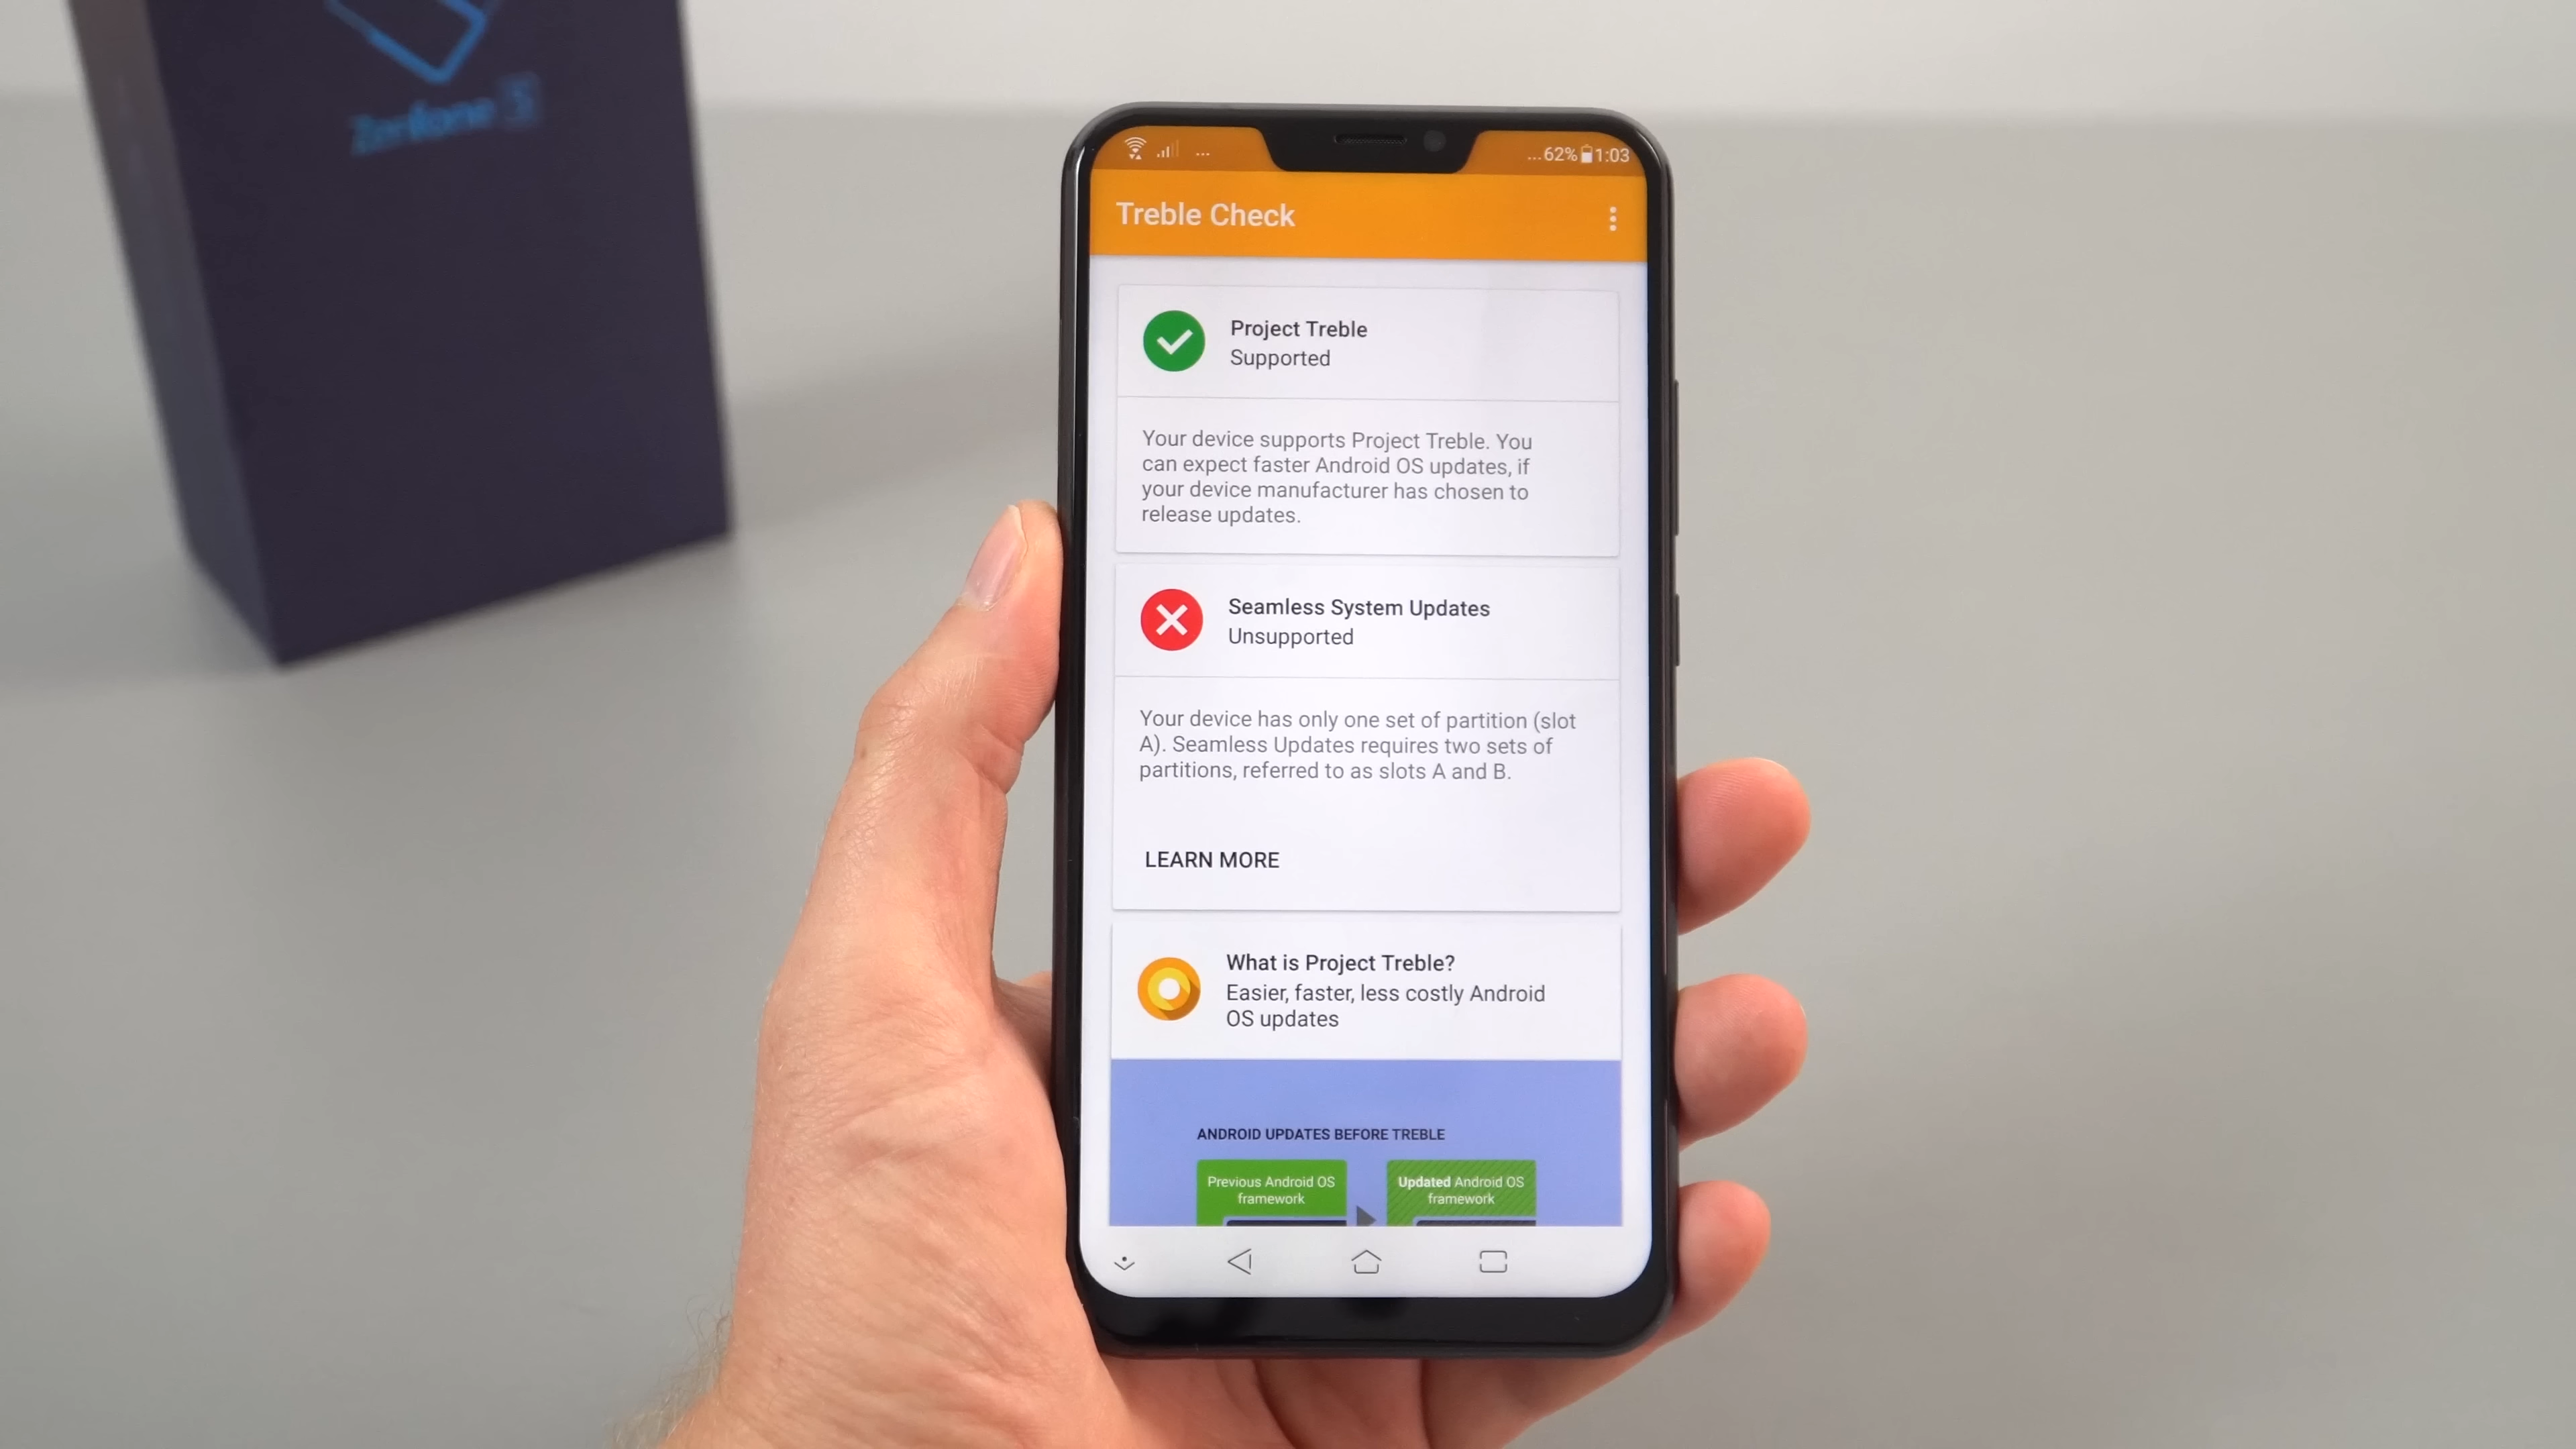 Zenfone 5
...
...62% 1:03
Treble Check
Project Treble
Supported
Your device supports Project Treble. You
can expect faster Android OS updates, if
your device manufacturer has chosen to
release updates.
Seamless System Updates
Unsupported
Your device has only one set of partition (slot
A). Seamless Updates requires two sets of
partitions, referred to as slots A and B.
LEARN MORE
What is Project Treble?
Easier, faster, less costly Android
OS updates
ANDROID UPDATES BEFORE TREBLE
Previous Android OS
framework
Updated Android OS
framework